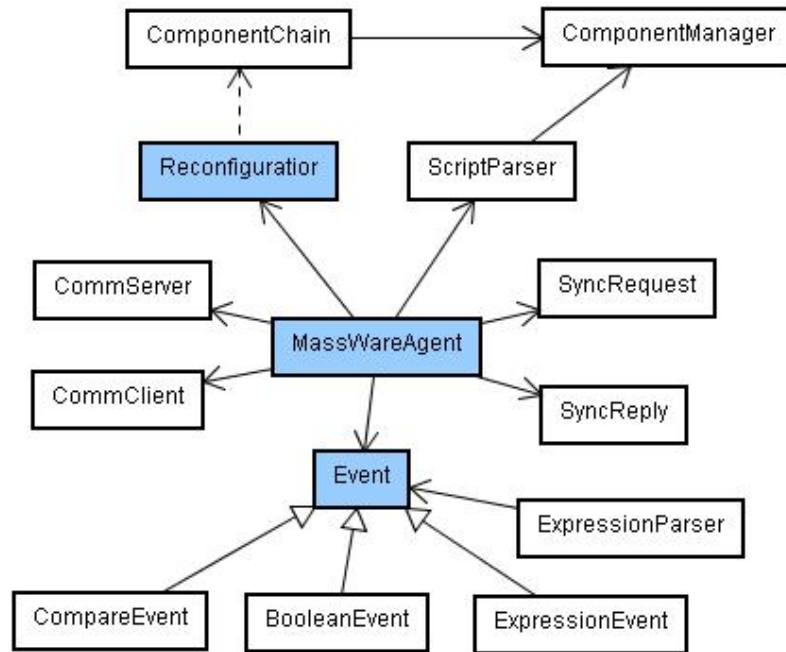 ComponentChain
ComponentManager
Reconfiguratior
ScriptParser
CommServer
SyncRequest
MassWareAgent
CommClient
SyncReply
Event
ExpressionParser
CompareEvent
BooleanEvent
ExpressionEvent